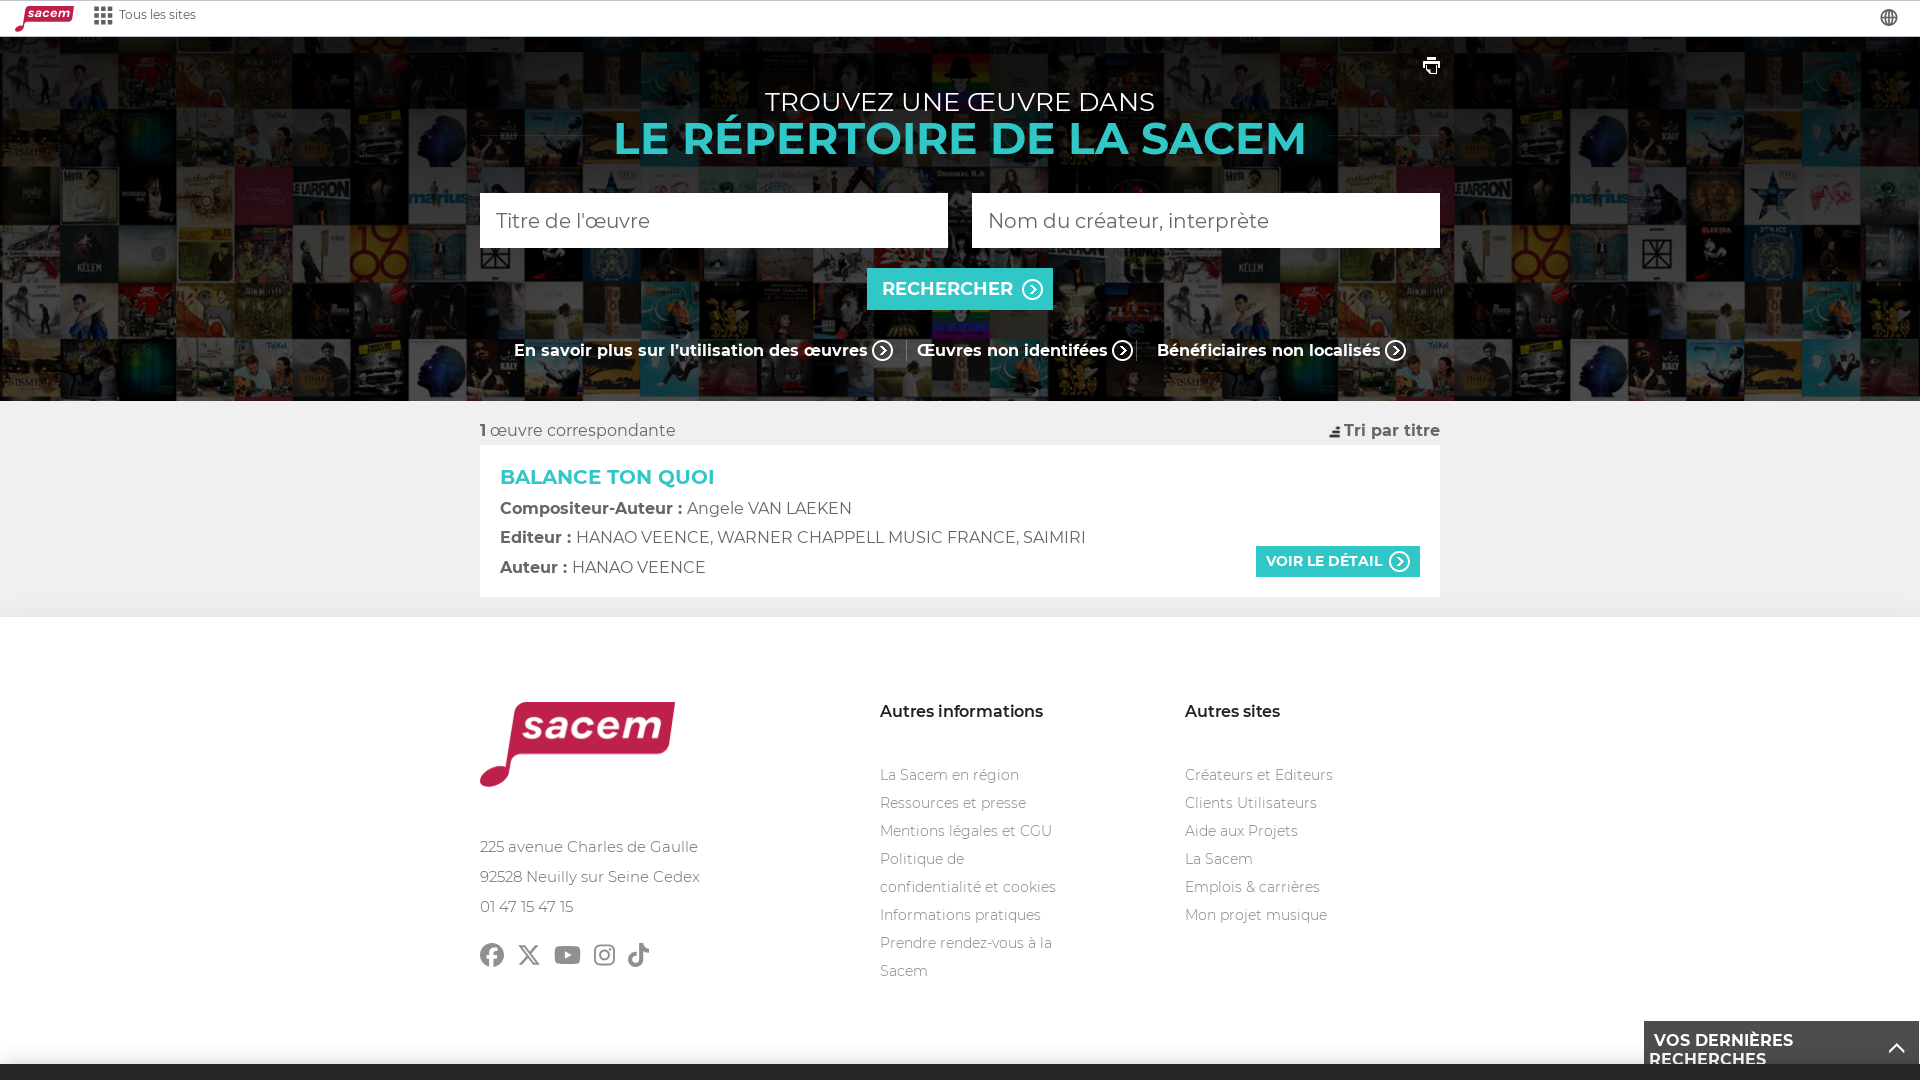 sacem
Tous les sites
TROUVEZ UNE ŒUVRE DANS
LE RÉPERTOIRE DE LA SACEM
Titre de l'œuvre
Nom du créateur, interprète
RECHERCHER
En savoir plus sur l’utilisation des œuvres
Œuvres non identifées
Bénéficiaires non localisés
1 œuvre correspondante
Tri par titre
BALANCE TON QUOI
Compositeur-Auteur : Angele VAN LAEKEN
Editeur : HANAO VEENCE, WARNER CHAPPELL MUSIC FRANCE, SAIMIRI
Auteur : HANAO VEENCE
VOIR LE DÉTAIL
sacem
225 avenue Charles de Gaulle
92528 Neuilly sur Seine Cedex
01 47 15 47 15
Autres informations
La Sacem en région
Ressources et presse
Mentions légales et CGU
Politique de
confidentialité et cookies
Informations pratiques
Prendre rendez-vous à la
Sacem
Autres sites
Créateurs et Editeurs
Clients Utilisateurs
Aide aux Projets
La Sacem
Emplois & carrières
Mon projet musique
VOS DERNIÈRES
RECHERCHES